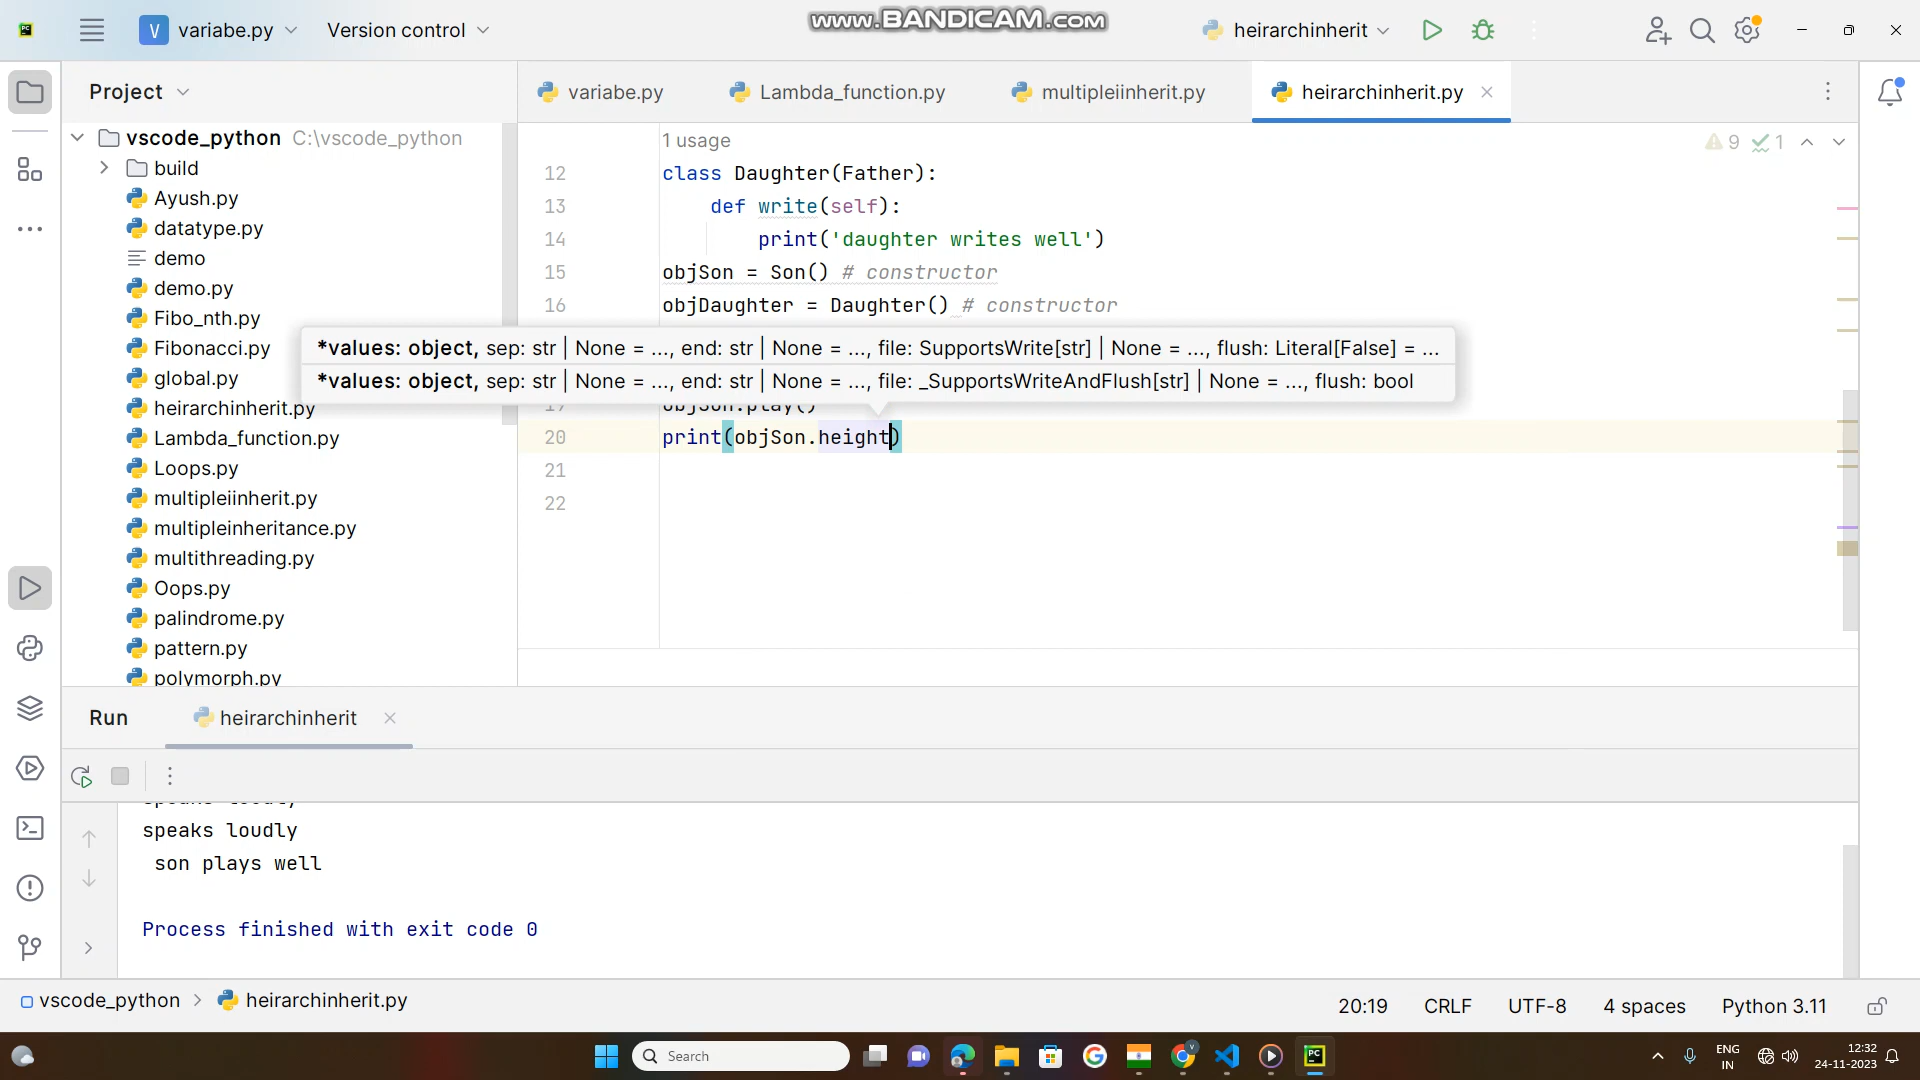 www.BANDICAM.com
V variabe.py
Version control
heirarchinherit
Project
variabe.py
Lambda_function.py
multipleiinherit.py
heirarchinherit.py
vscode_python C:\vscode_python
build
Ayush.py
datatype.py
demo
demo.py
Fibo_nth.py
Fibonacci.py
global.py
heirarchinherit.py
Lambda_function.py
Loops.py
multipleiinherit.py
multipleinheritance.py
multithreading.py
Oops.py
palindrome.py
pattern.py
polymorph.py
1 usage
9 1
12 class Daughter(Father):
13 def write(self):
14 print('daughter writes well')
15 objSon = Son() # constructor
16 objDaughter = Daughter() # constructor
*values: object, sep: str | None = ..., end: str | None = ..., file: SupportsWrite[str] | None = ..., flush: Literal[False] = ...
*values: object, sep: str | None = ..., end: str | None = ..., file: _SupportsWriteAndFlush[str] | None = ..., flush: bool
objSon.play()
20 print(objSon.height)
21
22
Run
heirarchinherit
speaks loudly
speaks loudly
son plays well
Process finished with exit code 0
vscode_python > heirarchinherit.py
20:19 CRLF UTF-8 4 spaces Python 3.11
Search
ENG
IN
12:32
24-11-2023